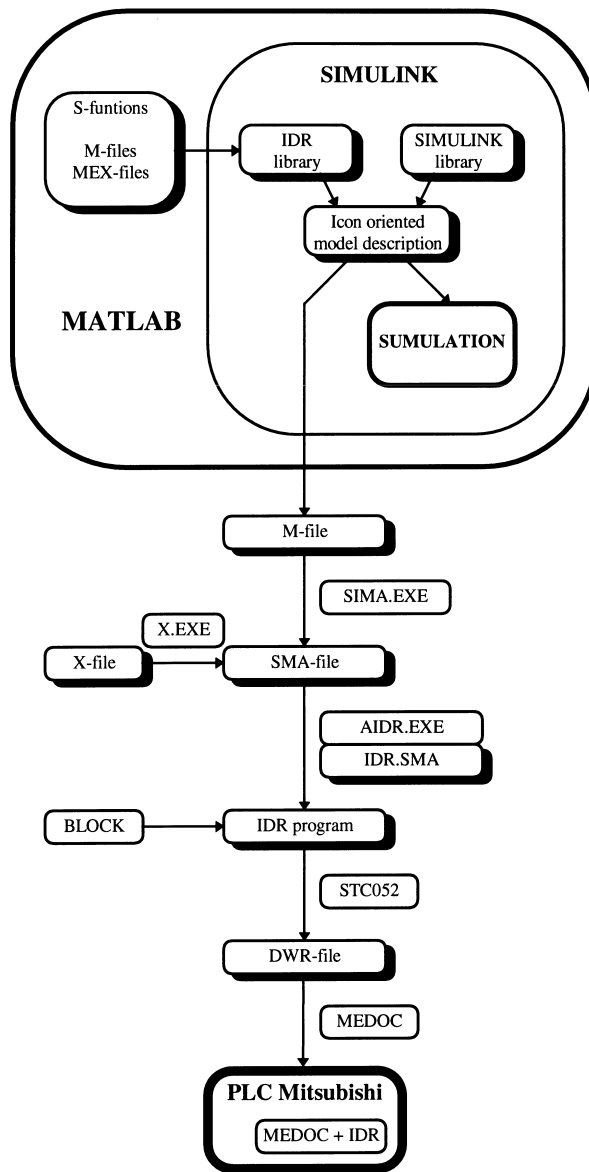 SIMULINK
S-funtions
M-files
MEX-files
IDR
library
SIMULINK
library
Icon oriented
model description
MATLAB
SUMULATION
M-file
SIMA.EXE
X.EXE
X-file
SMA-file
AIDR.EXE
IDR.SMA
BLOCK
IDR program
STC052
DWR-file
MEDOC
PLC Mitsubishi
MEDOC + IDR